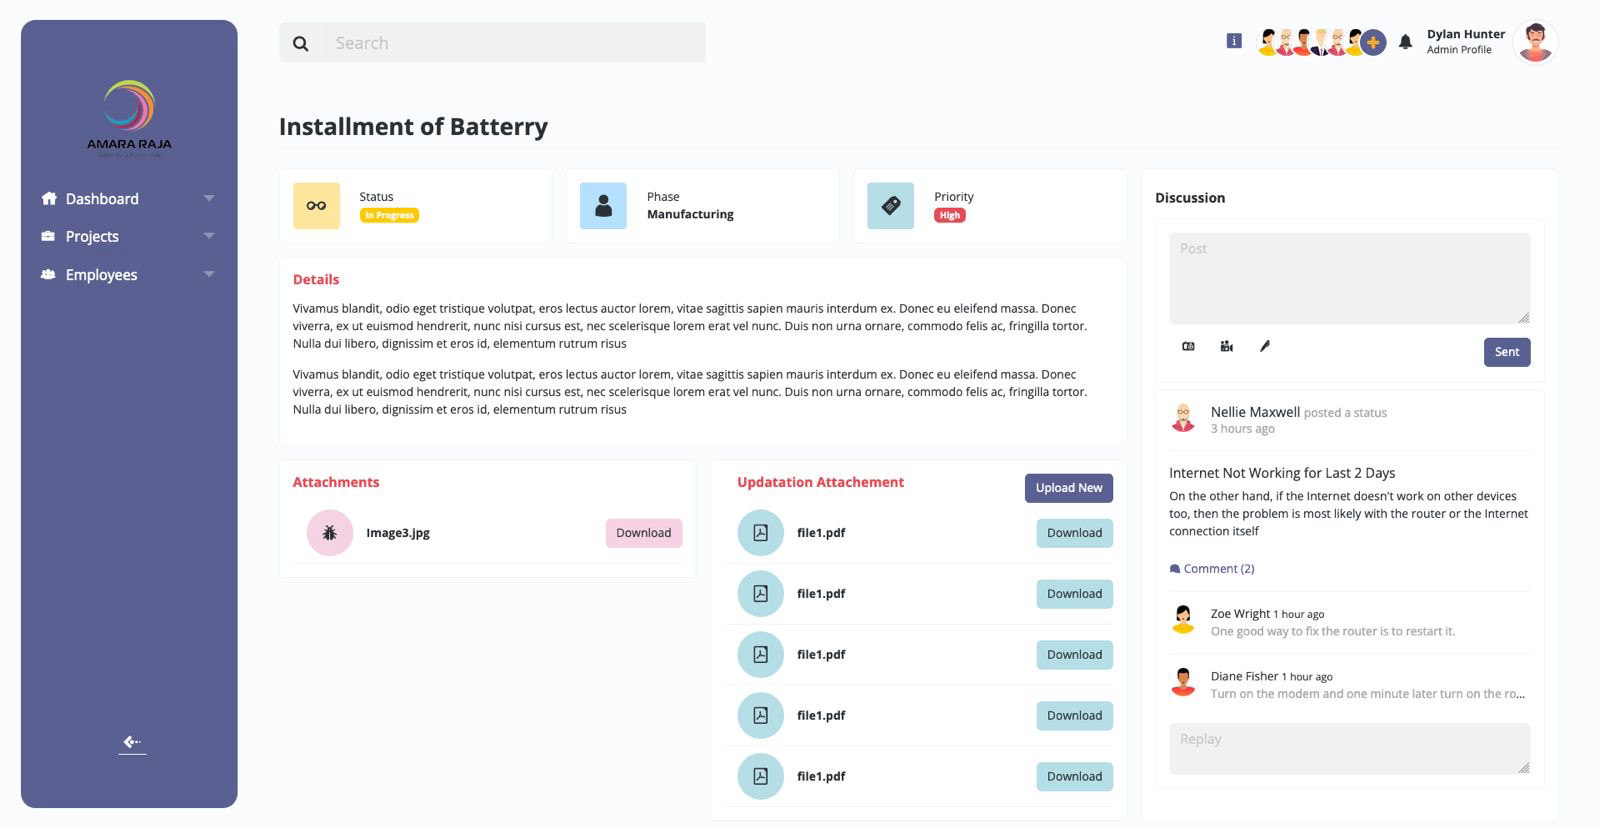 Search
i
Dylan Hunter
Admin Profile
AMARA RAJA
Dashboard
Projects
Employees
Installment of Batterry
Status
In Progress
Phase
Manufacturing
Priority
High
Details
Vivamus blandit, odio eget tristique volutpat, eros lectus auctor lorem, vitae sagittis sapien mauris interdum ex. Donec eu eleifend massa. Donec
viverra, ex ut euismod hendrerit, nunc nisi cursus est, nec scelerisque lorem erat vel nunc. Duis non urna ornare, commodo felis ac, fringilla tortor.
Nulla dui libero, dignissim et eros id, elementum rutrum risus
Vivamus blandit, odio eget tristique volutpat, eros lectus auctor lorem, vitae sagittis sapien mauris interdum ex. Donec eu eleifend massa. Donec
viverra, ex ut euismod hendrerit, nunc nisi cursus est, nec scelerisque lorem erat vel nunc. Duis non urna ornare, commodo felis ac, fringilla tortor.
Nulla dui libero, dignissim et eros id, elementum rutrum risus
Attachments
Image3.jpg
Download
Updatation Attachement
Upload New
file1.pdf
Download
file1.pdf
Download
file1.pdf
Download
file1.pdf
Download
file1.pdf
Download
Discussion
Post
Sent
Nellie Maxwell posted a status
3 hours ago
Internet Not Working for Last 2 Days
On the other hand, if the Internet doesn't work on other devices
too, then the problem is most likely with the router or the Internet
connection itself
Comment (2)
Zoe Wright 1 hour ago
One good way to fix the router is to restart it.
Diane Fisher 1 hour ago
Turn on the modem and one minute later turn on the ro...
Replay